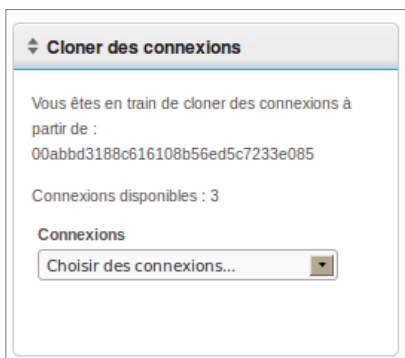 Cloner des connexions
Vous êtes en train de cloner des connexions à
partir de :
00abbd3188c616108b56ed5c7233e085
Connexions disponibles : 3
Connexions
Choisir des connexions...